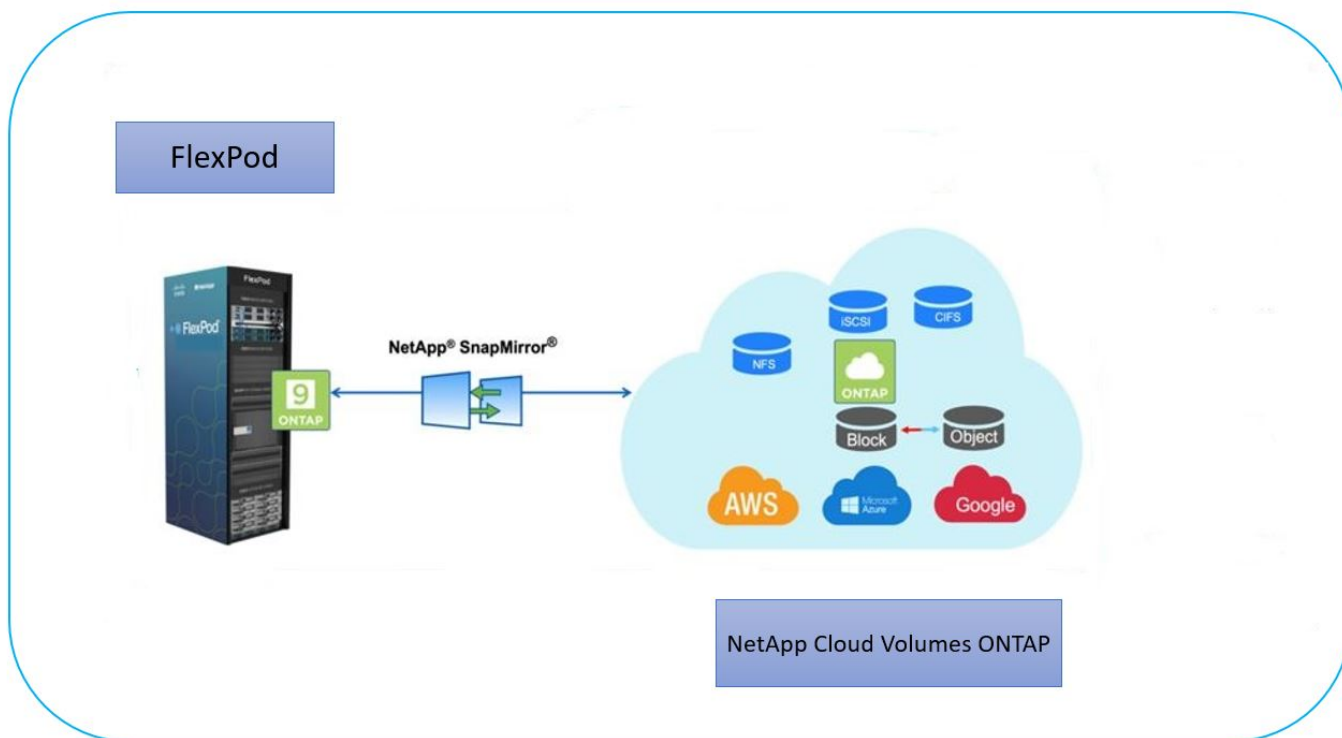 FlexPod
FlexPod
FlexPod
9
ONTAP
NetApp® SnapMirror®
iSCSI
CIFS
NFS
ONTAP
Block
Object
AWS
Microsoft
Azure
Google
NetApp Cloud Volumes ONTAP